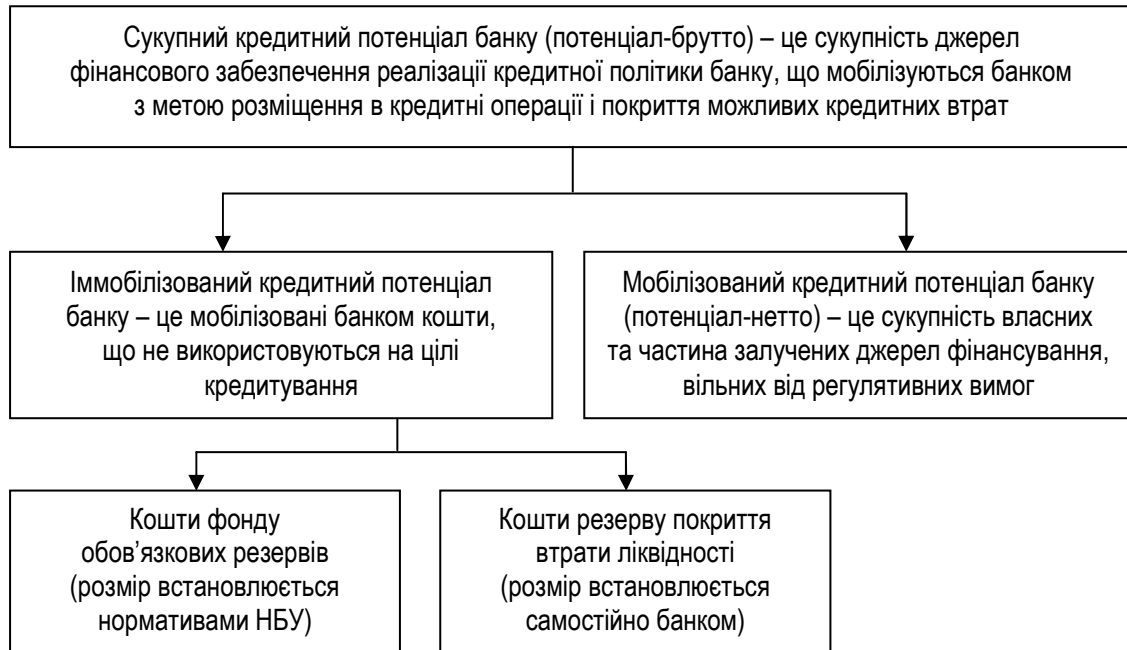 Сукупний кредитний потенціал банку (потенціал-брутто) – це сукупність джерел
фінансового забезпечення реалізації кредитної політики банку, що мобілізуються банком
з метою розміщення в кредитні операції і покриття можливих кредитних втрат
Іммобілізований кредитний потенціал
банку – це мобілізовані банком кошти,
що не використовуються на цілі
кредитування
Мобілізований кредитний потенціал банку
(потенціал-нетто) – це сукупність власних
та частина залучених джерел фінансування,
вільних від регулятивних вимог
Кошти фонду
обов’язкових резервів
(розмір встановлюється
нормативами НБУ)
Кошти резерву покриття
втрати ліквідності
(розмір встановлюється
самостійно банком)